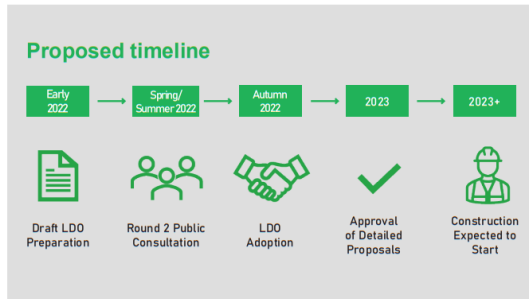 Proposed timeline
Early
2022
Spring/
Summer 2022
Autumn
2022
2023
2023+
Draft LDO
Preparation
Round 2 Public
Consultation
LDO
Adoption
Approval
of Detailed
Proposals
Construction
Expected to
Start